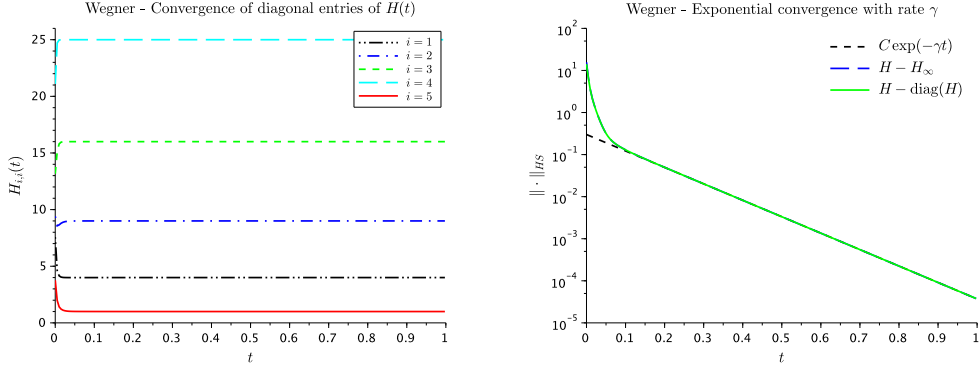 Wegner - Convergence of diagonal entries of H(t)
25
20
15
10
5
0
H_{i,i}(t)
0 0.1 0.2 0.3 0.4 0.5 0.6 0.7 0.8 0.9 1
t
i = 1
i = 2
i = 3
i = 4
i = 5
Wegner - Exponential convergence with rate γ
10^2
10^1
10^0
10^-1
10^-2
10^-3
10^-4
10^-5
‖ · ‖_{HS}
0 0.1 0.2 0.3 0.4 0.5 0.6 0.7 0.8 0.9 1
t
C exp(−γt)
H − H_∞
H − diag(H)